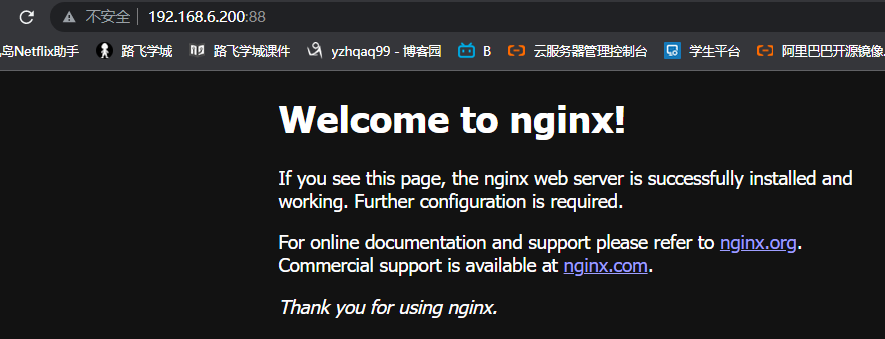 不安全 192.168.6.200:88
鸟Netflix助手 路飞学城 路飞学城课件 yzhqaq99 - 博客园 B 云服务器管理控制台 学生平台 阿里巴巴开源镜像
Welcome to nginx!
If you see this page, the nginx web server is successfully installed and
working. Further configuration is required.
For online documentation and support please refer to nginx.org.
Commercial support is available at nginx.com.
Thank you for using nginx.